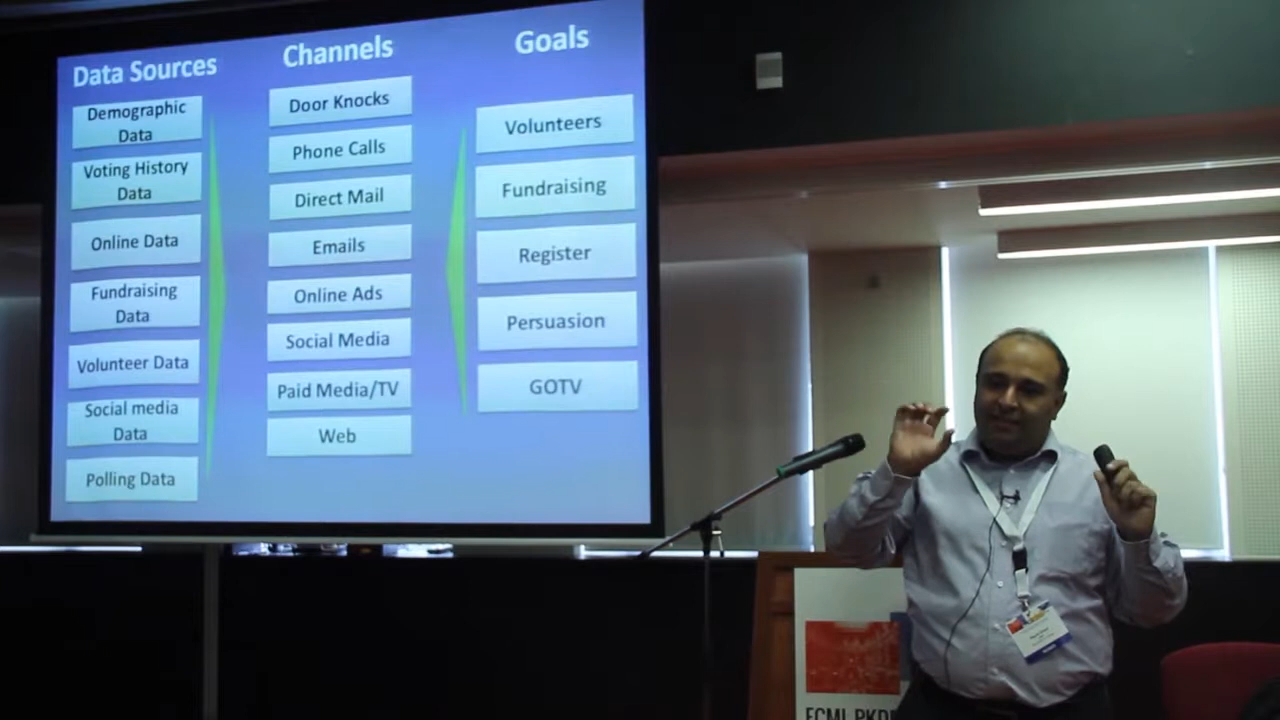 Data Sources
Demographic
Data
Voting History
Data
Online Data
Fundraising
Data
Volunteer Data
Social media
Data
Polling Data
Channels
Door Knocks
Phone Calls
Direct Mail
Emails
Online Ads
Social Media
Paid Media/TV
Web
Goals
Volunteers
Fundraising
Register
Persuasion
GOTV
ECML